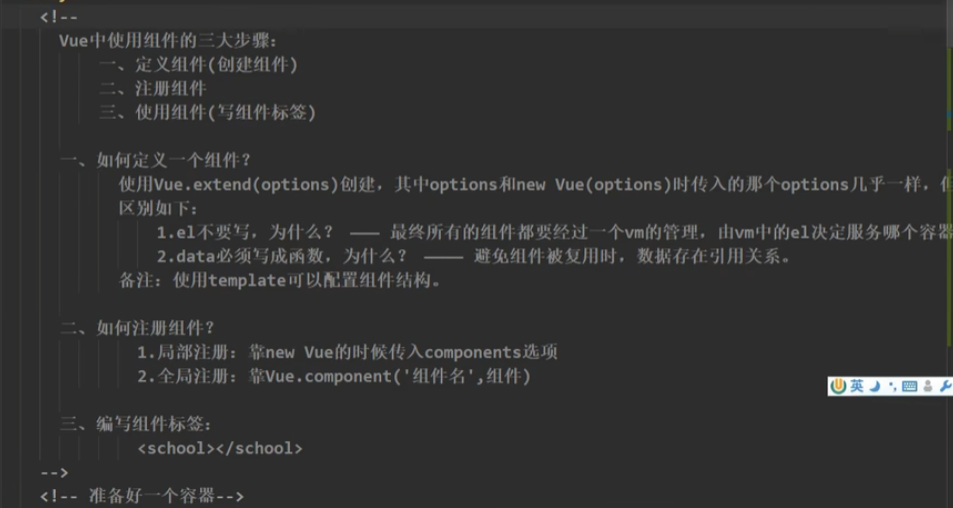 <!--
Vue中使用组件的三大步骤：
一、定义组件(创建组件)
二、注册组件
三、使用组件(写组件标签)
一、如何定义一个组件？
使用Vue.extend(options)创建，其中options和new Vue(options)时传入的那个options几乎一样，
区别如下：
1.el不要写，为什么？ ——— 最终所有的组件都要经过一个vm的管理，由vm中的el决定服务哪个容器
2.data必须写成函数，为什么？ ———— 避免组件被复用时，数据存在引用关系。
备注：使用template可以配置组件结构。
二、如何注册组件？
1.局部注册：靠new Vue的时候传入components选项
2.全局注册：靠Vue.component('组件名',组件)
英
三、编写组件标签：
<school></school>
-->
<!-- 准备好一个容器-->